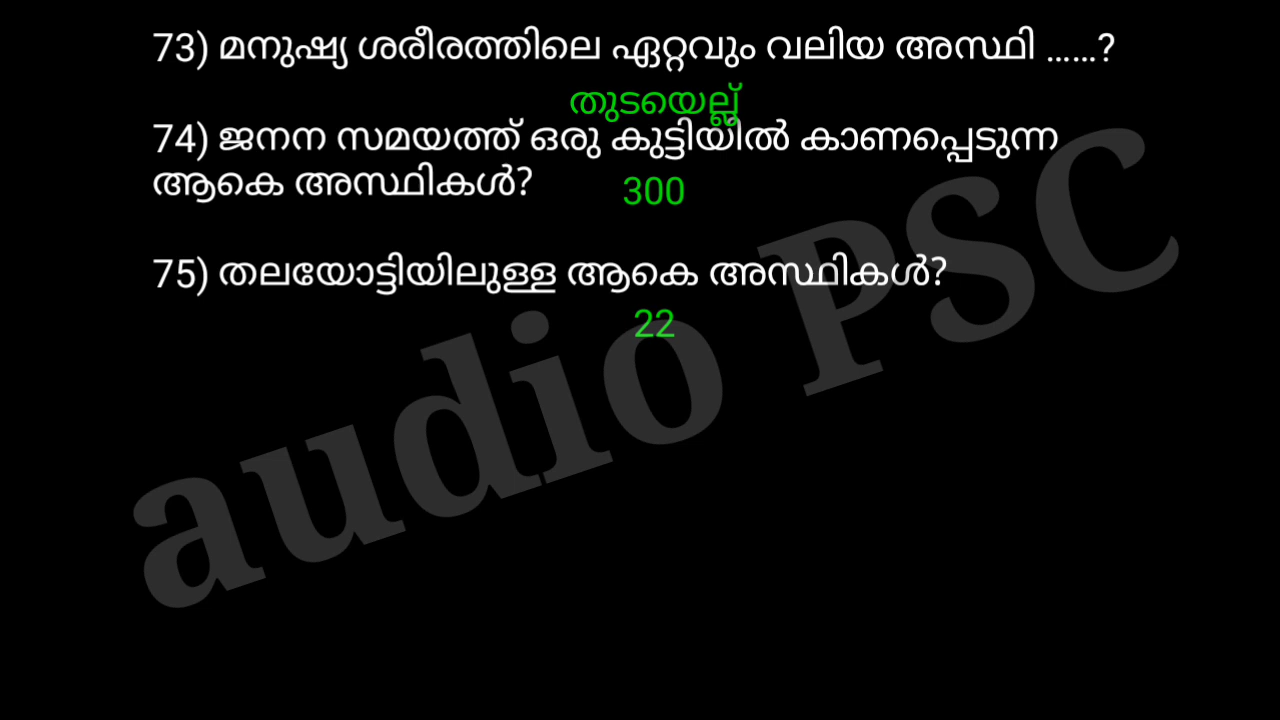 73) മനുഷ്യ ശരീരത്തിലെ ഏറ്റവും വലിയ അസ്ഥി ......?
തുടയെല്ല്
74) ജനന സമയത്ത് ഒരു കുട്ടിയിൽ കാണപ്പെടുന്ന
ആകെ അസ്ഥികൾ?
300
75) തലയോട്ടിയിലുള്ള ആകെ അസ്ഥികൾ?
22
audio PSC